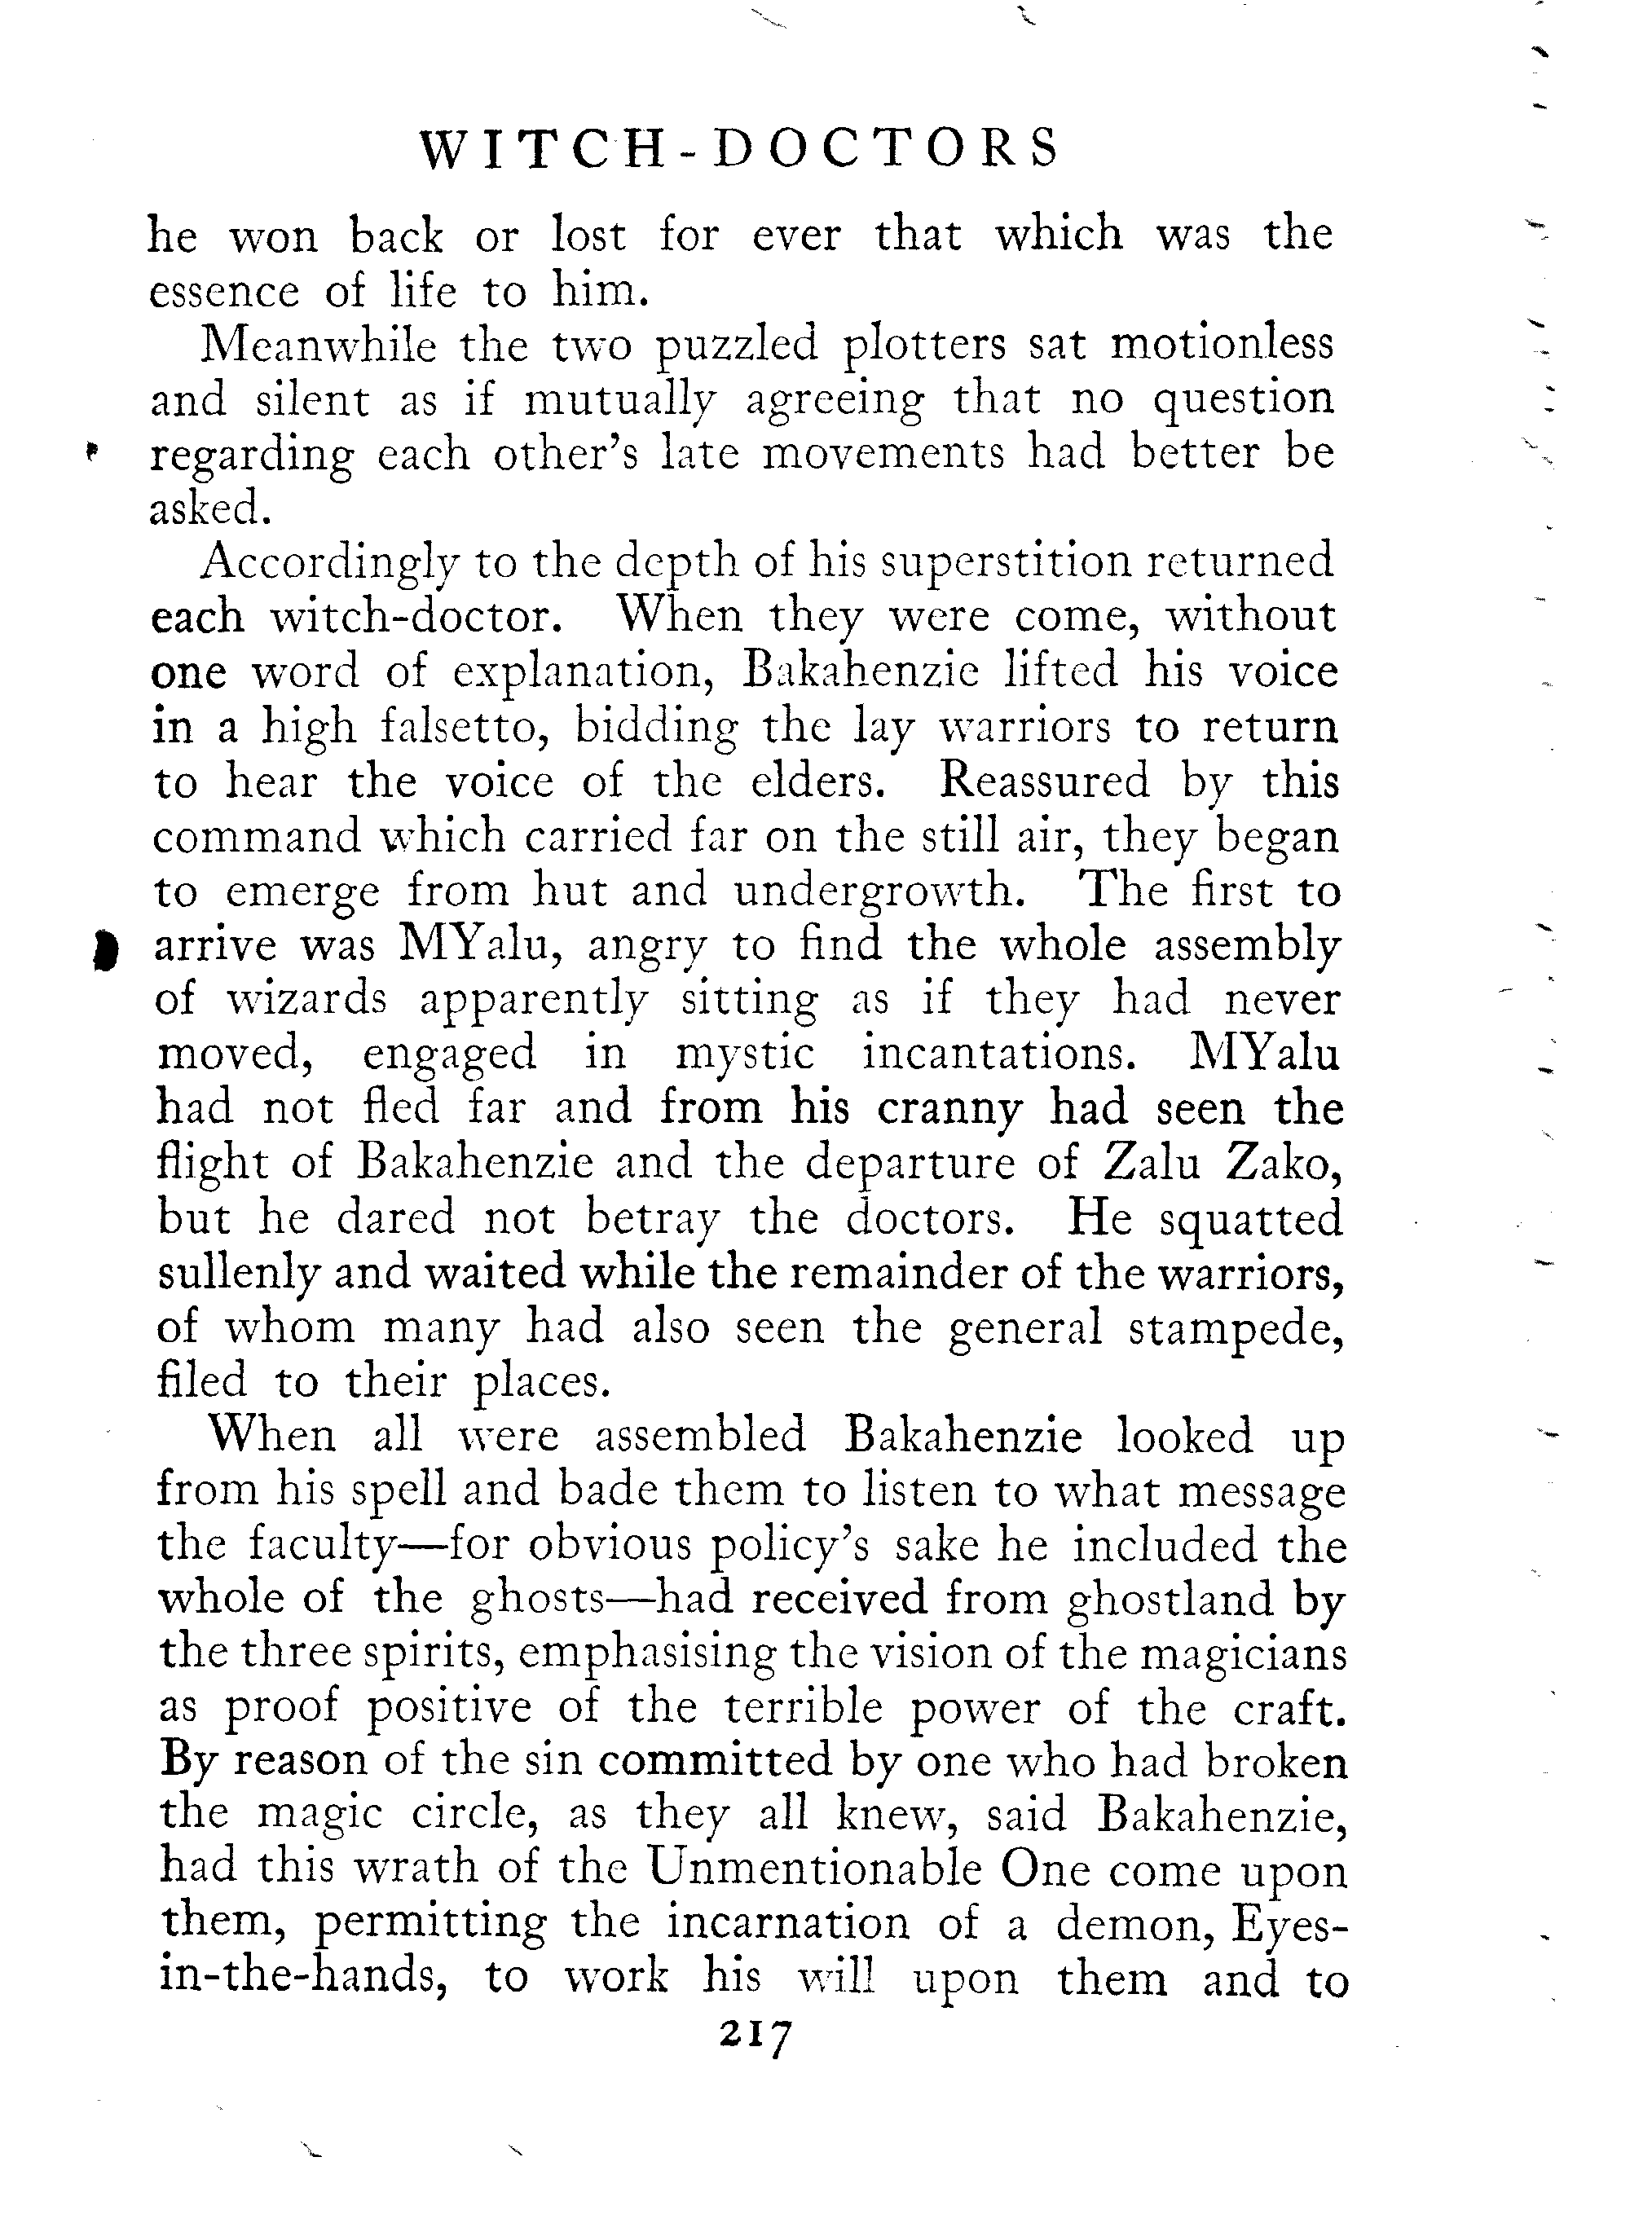 WITCH-DOCTORS
he won back or lost for ever that which was the
essence of life to him.
Meanwhile the two puzzled plotters sat motionless
and silent as if mutually agreeing that no question
regarding each other's late movements had better be
asked.
Accordingly to the depth of his superstition returned
each witch-doctor. When they were come, without
one word of explanation, Bakahenzie lifted his voice
in a high falsetto, bidding the lay warriors to return
to hear the voice of the elders. Reassured by this
command which carried far on the still air, they began
to emerge from hut and undergrowth. The first to
arrive was MYalu, angry to find the whole assembly
of wizards apparently sitting as if they had never
moved, engaged in mystic incantations. MYalu
had not fled far and from his cranny had seen the
flight of Bakahenzie and the departure of Zalu Zako,
but he dared not betray the doctors. He squatted
sullenly and waited while the remainder of the warriors,
of whom many had also seen the general stampede,
filed to their places.
When all were assembled Bakahenzie looked up
from his spell and bade them to listen to what message
the faculty—for obvious policy's sake he included the
whole of the ghosts—had received from ghostland by
the three spirits, emphasising the vision of the magicians
as proof positive of the terrible power of the craft.
By reason of the sin committed by one who had broken
the magic circle, as they all knew, said Bakahenzie,
had this wrath of the Unmentionable One come upon
them, permitting the incarnation of a demon, Eyes-
in-the-hands, to work his will upon them and to
217